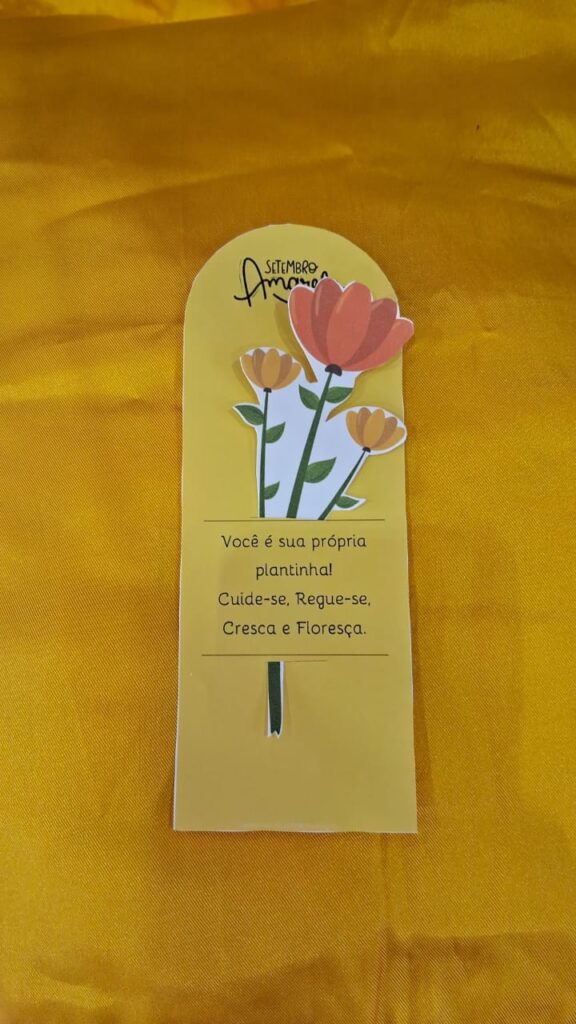 SETEMBRO
Você é sua própria
plantinha!
Cuide-se, Regue-se,
Cresca e Floresça.